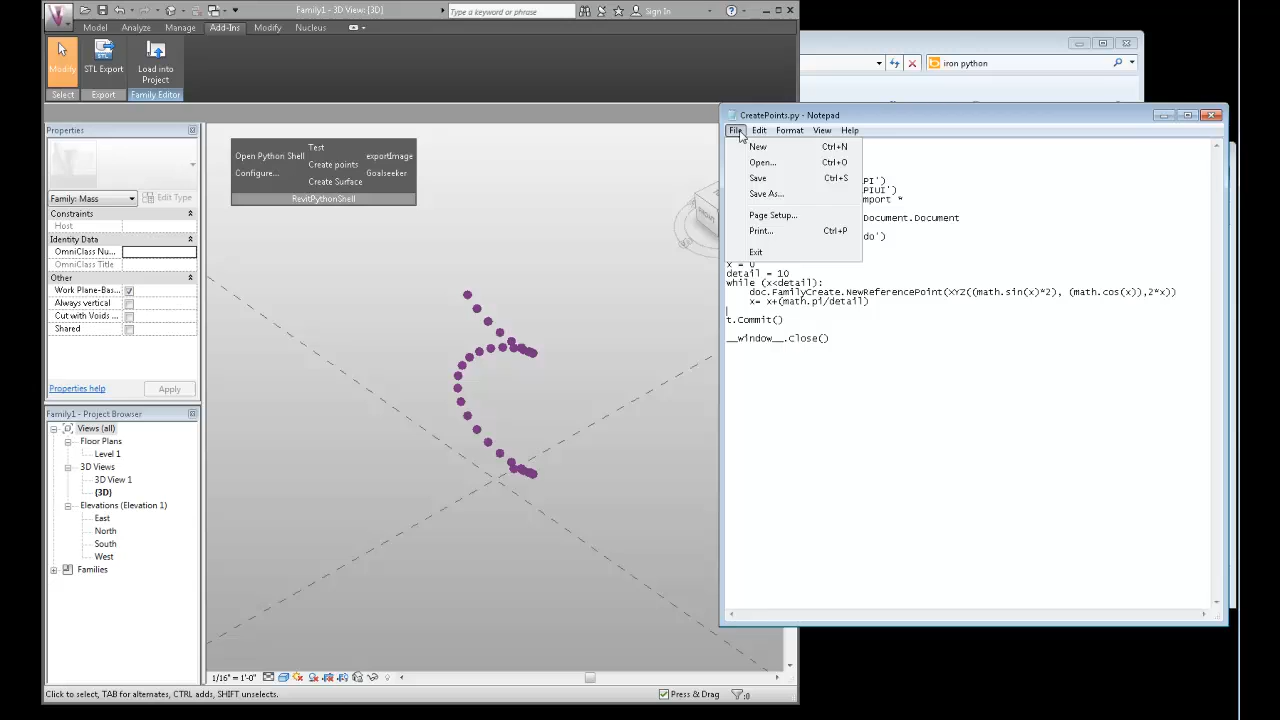 Family1 - 3D View: {3D}
Type a keyword or phrase
Sign In
Model Analyze Manage Add-Ins Modify Nucleus
Modify
STL Export
Load into
Project
Select Export Family Editor
iron python
Properties
Family: Mass
Edit Type
Constraints
Host
Identity Data
OmniClass Nu...
OmniClass Title
Other
Work Plane-Bas...
Always vertical
Cut with Voids ...
Shared
Properties help
Apply
Family1 - Project Browser
Views (all)
Floor Plans
Level 1
3D Views
3D View 1
{3D}
Elevations (Elevation 1)
East
North
South
West
Families
Test
Open Python Shell
exportImage
Create points
Configure...
Goalseeker
Create Surface
RevitPythonShell
1/16" = 1'-0"
Click to select, TAB for alternates, CTRL adds, SHIFT unselects.
Press & Drag
:0
CreatePoints.py - Notepad
File Edit Format View Help
New Ctrl+N
Open... Ctrl+O
Save Ctrl+S
Save As...
Page Setup...
Print... Ctrl+P
Exit
PI')
PIUI')
mport *
Document.Document
do')
x = 0
detail = 10
while (x<detail):
doc.FamilyCreate.NewReferencePoint(XYZ((math.sin(x)*2), (math.cos(x)),2*x))
x= x+(math.pi/detail)
t.Commit()
__window__.close()